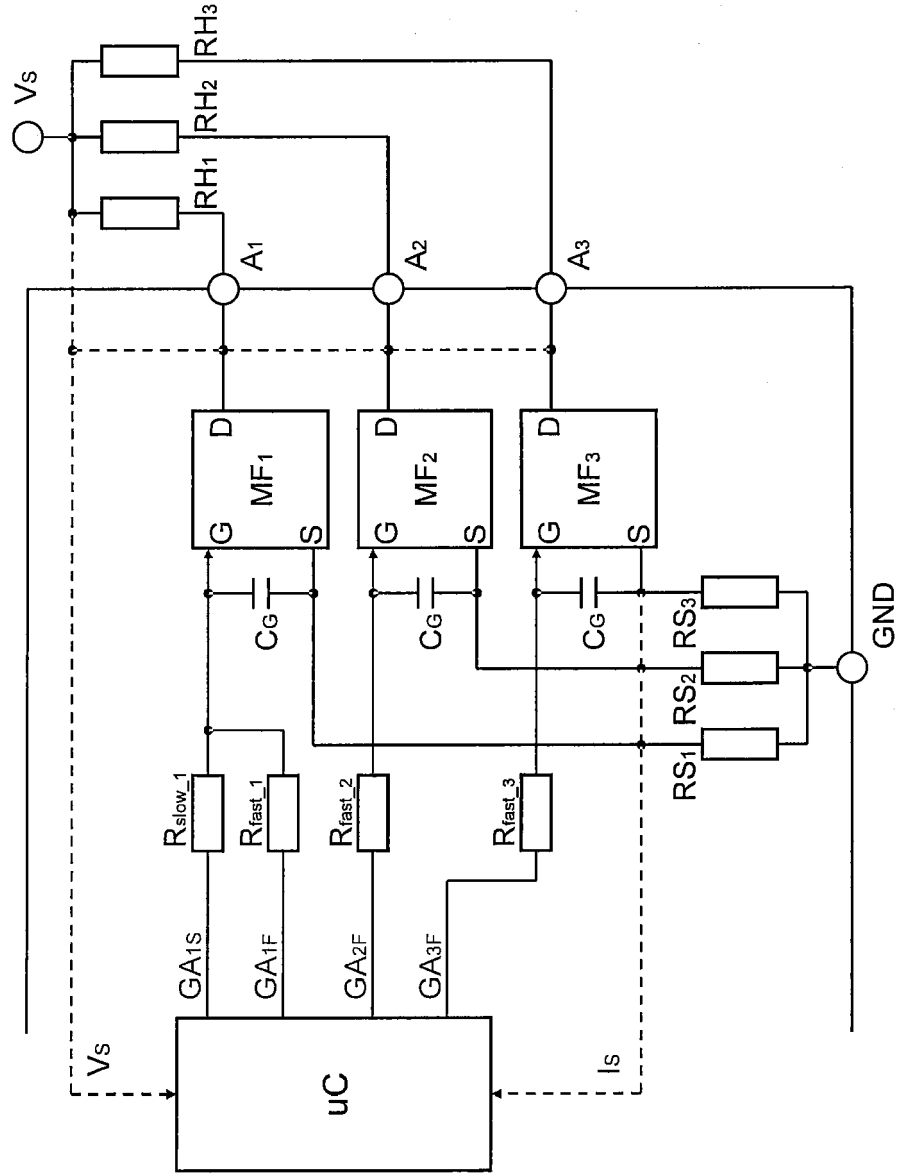 Vs
RH1
RH2
RH3
A1
A2
A3
D
MF1
G
S
D
MF2
G
S
D
MF3
G
S
CG
CG
CG
Rslow_1
Rfast_1
Rfast_2
Rfast_3
GA1S
GA1F
GA2F
GA3F
Vs
uC
Is
RS1
RS2
RS3
GND